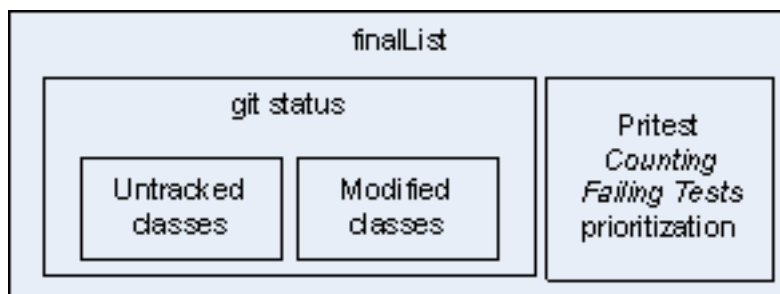 finalList
git status
Untracked
classes
Modified
classes
Pritest
Counting
Failing Tests
prioritization